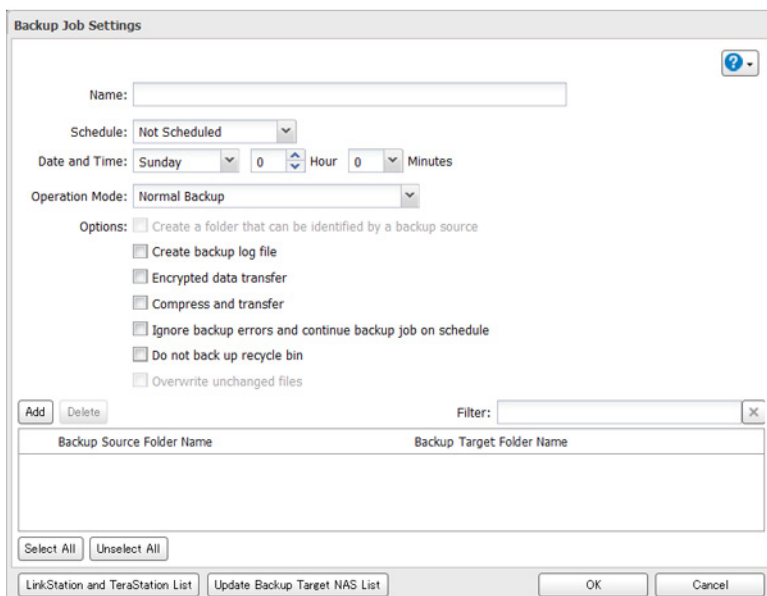 Backup Job Settings
?
Name:
Schedule: Not Scheduled
Date and Time: Sunday 0 Hour 0 Minutes
Operation Mode: Normal Backup
Options: Create a folder that can be identified by a backup source
Create backup log file
Encrypted data transfer
Compress and transfer
Ignore backup errors and continue backup job on schedule
Do not back up recycle bin
Overwrite unchanged files
Add Delete Filter:
Backup Source Folder Name Backup Target Folder Name
Select All Unselect All
LinkStation and TeraStation List Update Backup Target NAS List OK Cancel